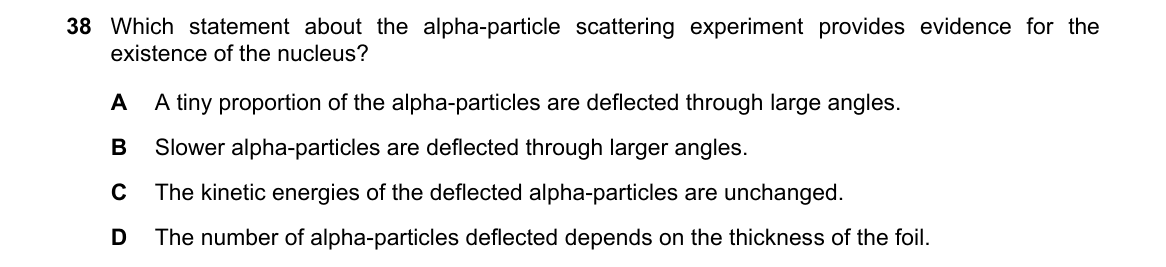 38 Which statement about the alpha-particle scattering experiment provides evidence for the
existence of the nucleus?
A A tiny proportion of the alpha-particles are deflected through large angles.
B Slower alpha-particles are deflected through larger angles.
C The kinetic energies of the deflected alpha-particles are unchanged.
D The number of alpha-particles deflected depends on the thickness of the foil.